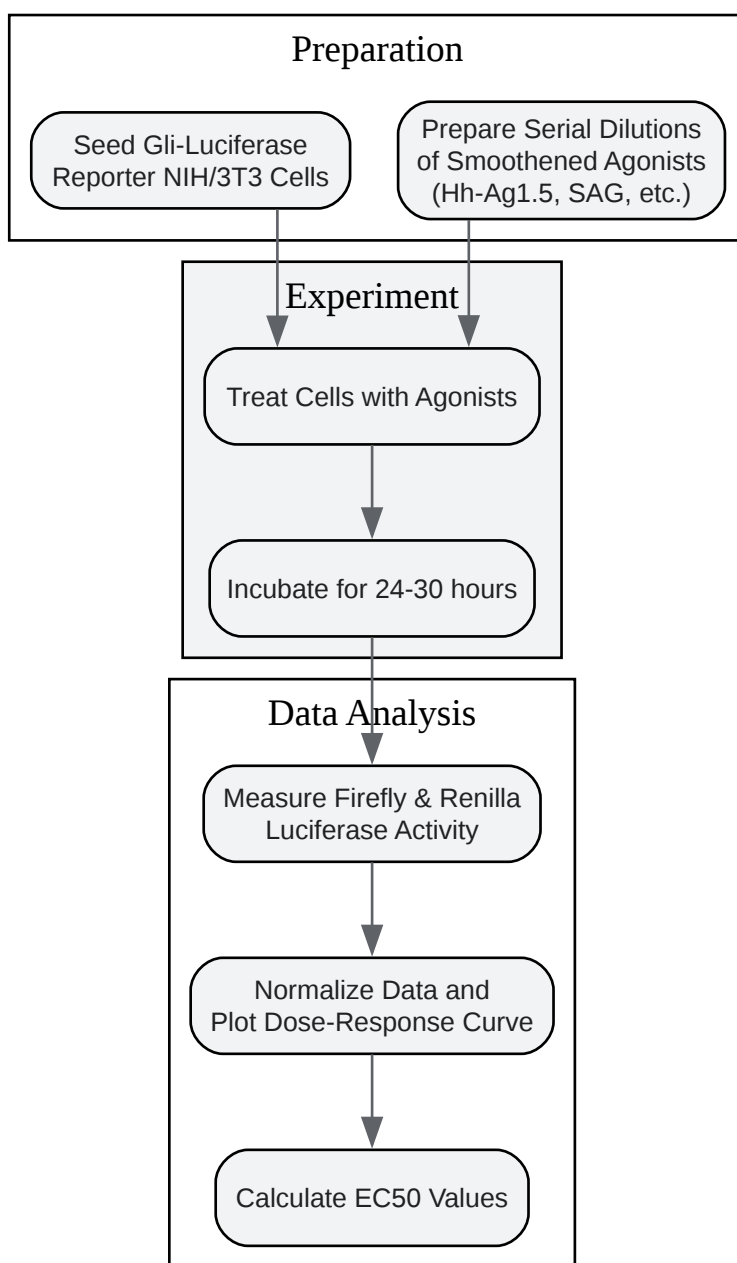 Preparation
Seed Gli-Luciferase
Reporter NIH/3T3 Cells
Prepare Serial Dilutions
of Smoothened Agonists
(Hh-Ag1.5, SAG, etc.)
Experiment
Treat Cells with Agonists
Incubate for 24-30 hours
Data Analysis
Measure Firefly & Renilla
Luciferase Activity
Normalize Data and
Plot Dose-Response Curve
Calculate EC50 Values